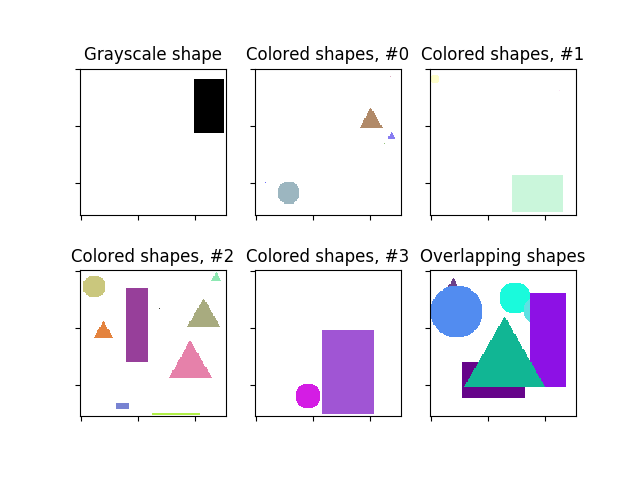 Grayscale shape
Colored shapes, #0
Colored shapes, #1
Colored shapes, #2
Colored shapes, #3
Overlapping shapes